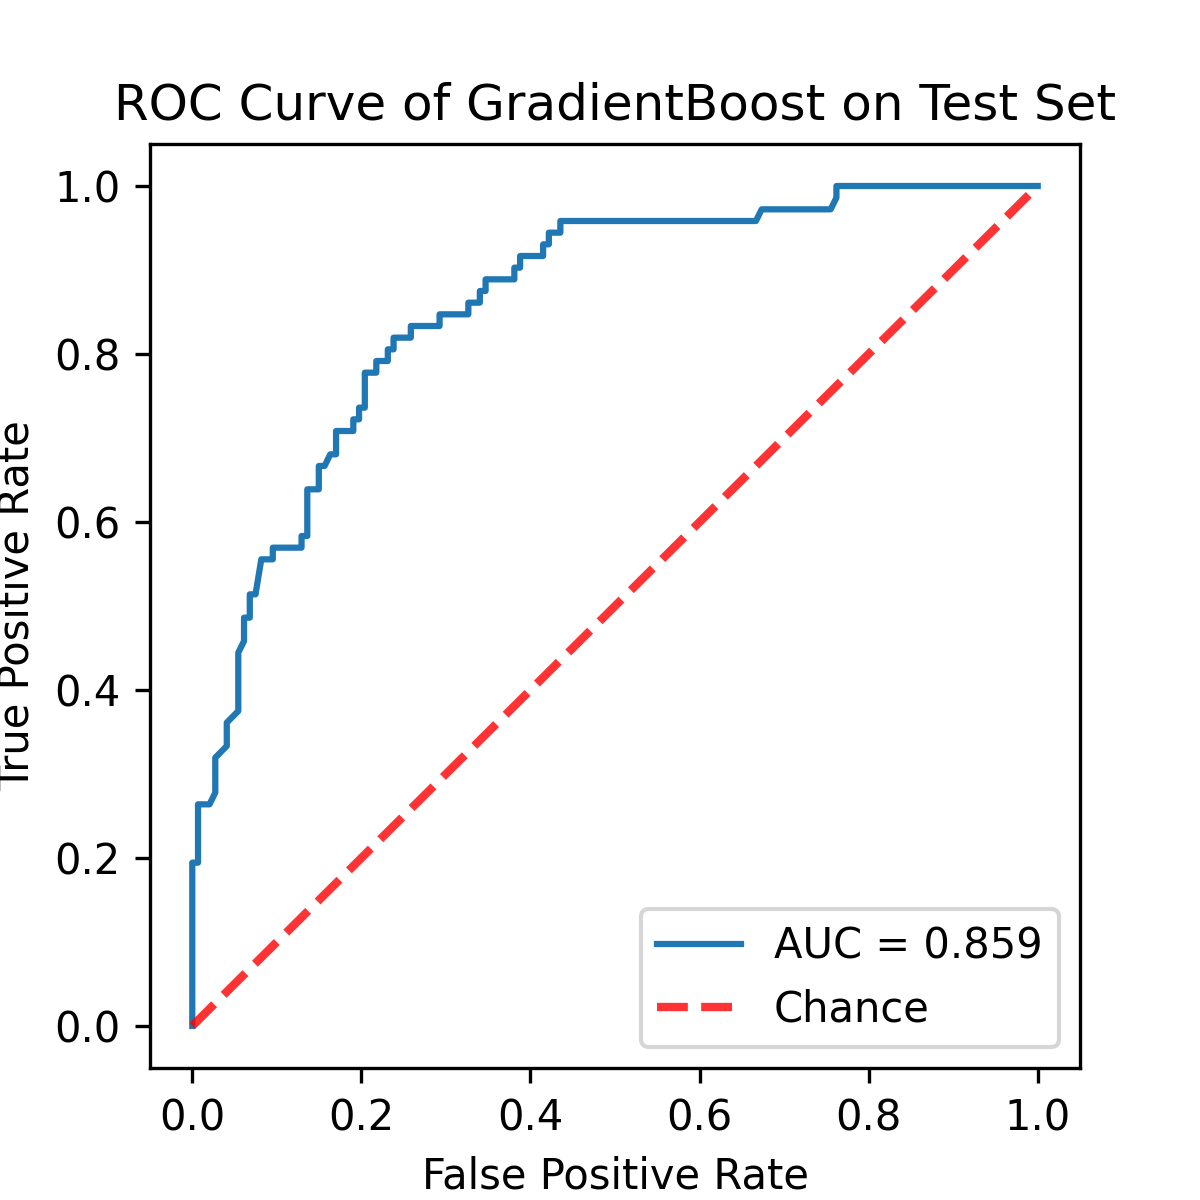 ROC Curve of GradientBoost on Test Set
True Positive Rate
1.0
0.8
0.6
0.4
0.2
0.0
AUC = 0.859
Chance
0.0 0.2 0.4 0.6 0.8 1.0
False Positive Rate